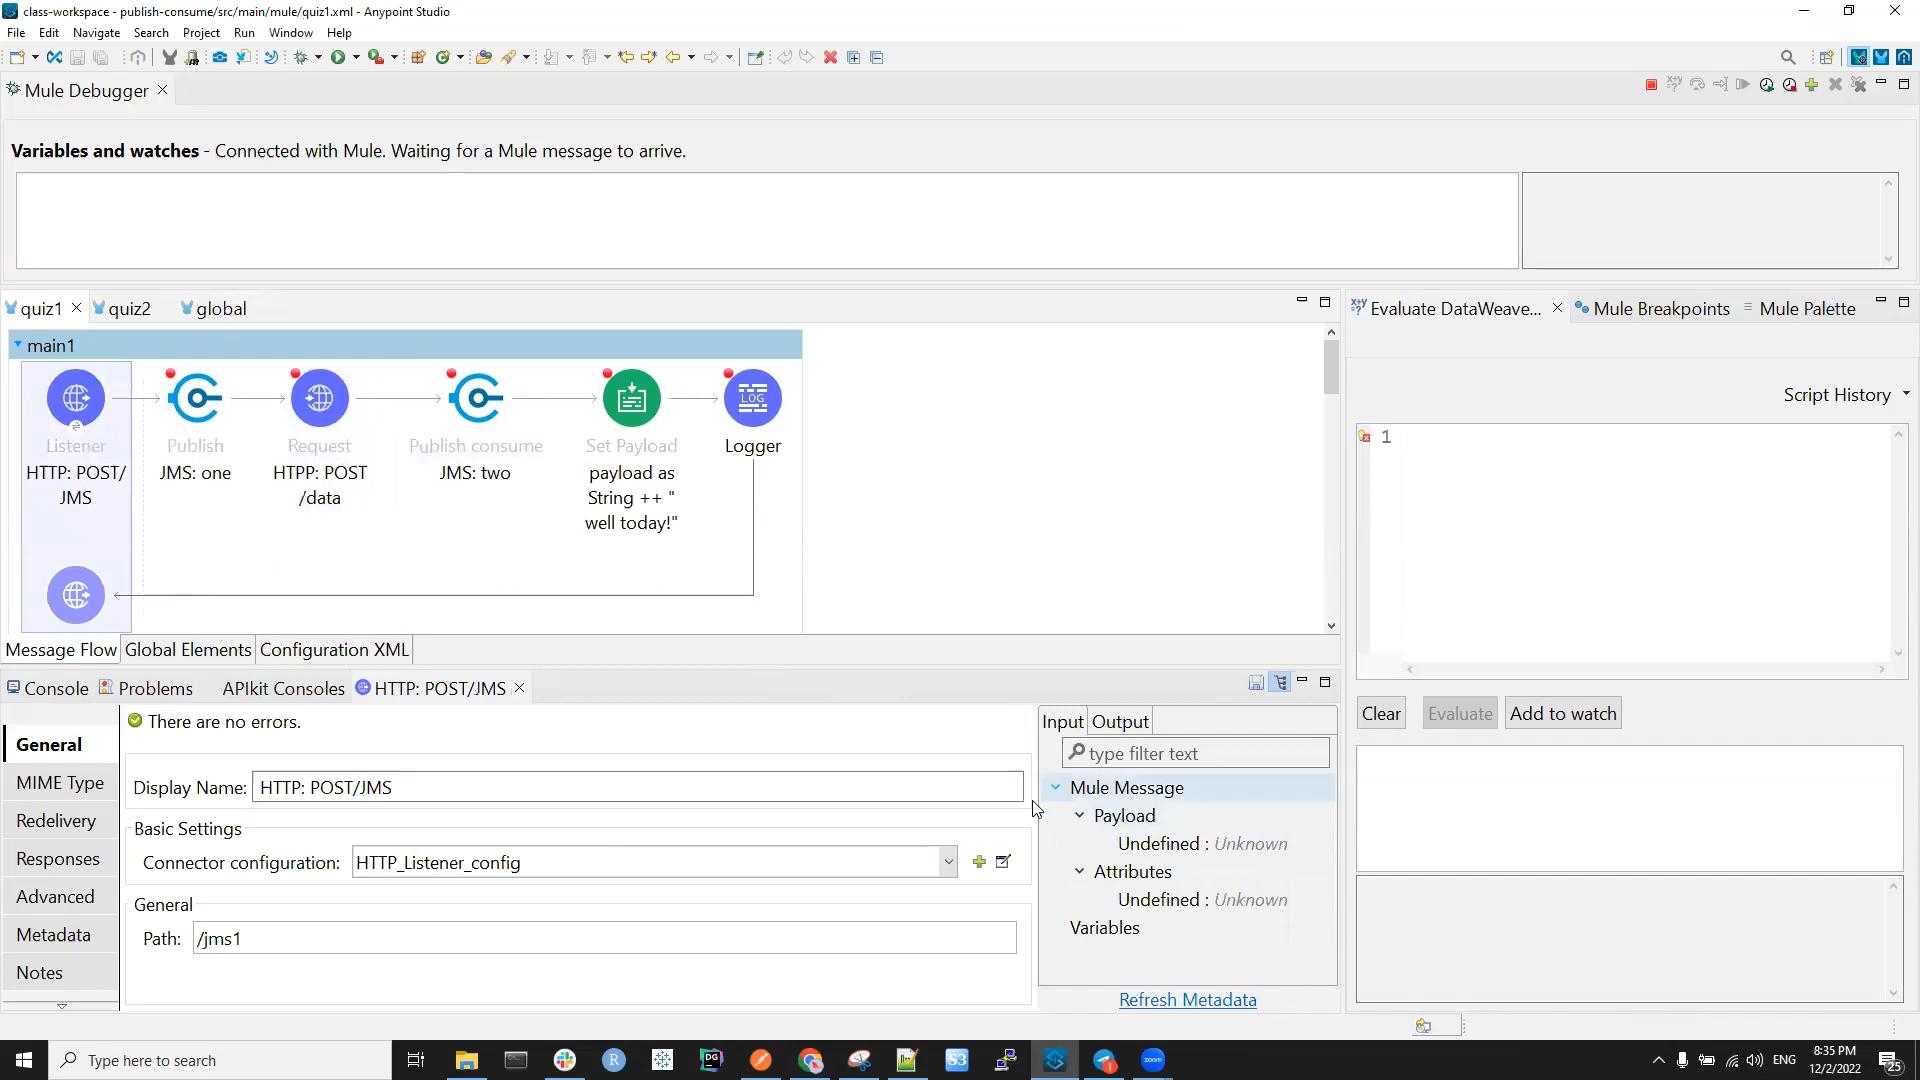 class-workspace - publish-consume/src/main/mule/quiz1.xml - Anypoint Studio
File Edit Navigate Search Project Run Window Help
Mule Debugger
Variables and watches - Connected with Mule. Waiting for a Mule message to arrive.
quiz1 quiz2 global
Evaluate DataWeave... Mule Breakpoints Mule Palette
main1
Script History
1
LOG
Listener Publish Request Publish consume Set Payload Logger
HTTP: POST/ JMS: one HTPP: POST JMS: two payload as
JMS /data String ++ "
well today!"
Message Flow Global Elements Configuration XML
Console Problems APIkit Consoles HTTP: POST/JMS
There are no errors.
Input Output
Clear Evaluate Add to watch
General
type filter text
MIME Type
Display Name: HTTP: POST/JMS
Mule Message
Redelivery
Basic Settings
Payload
Undefined : Unknown
Responses
Connector configuration: HTTP_Listener_config
Attributes
Advanced
General
Undefined : Unknown
Metadata
Path: /jms1
Variables
Notes
Refresh Metadata
Type here to search
R
DG
S3
zoom
1
ENG
8:35 PM
12/2/2022
25